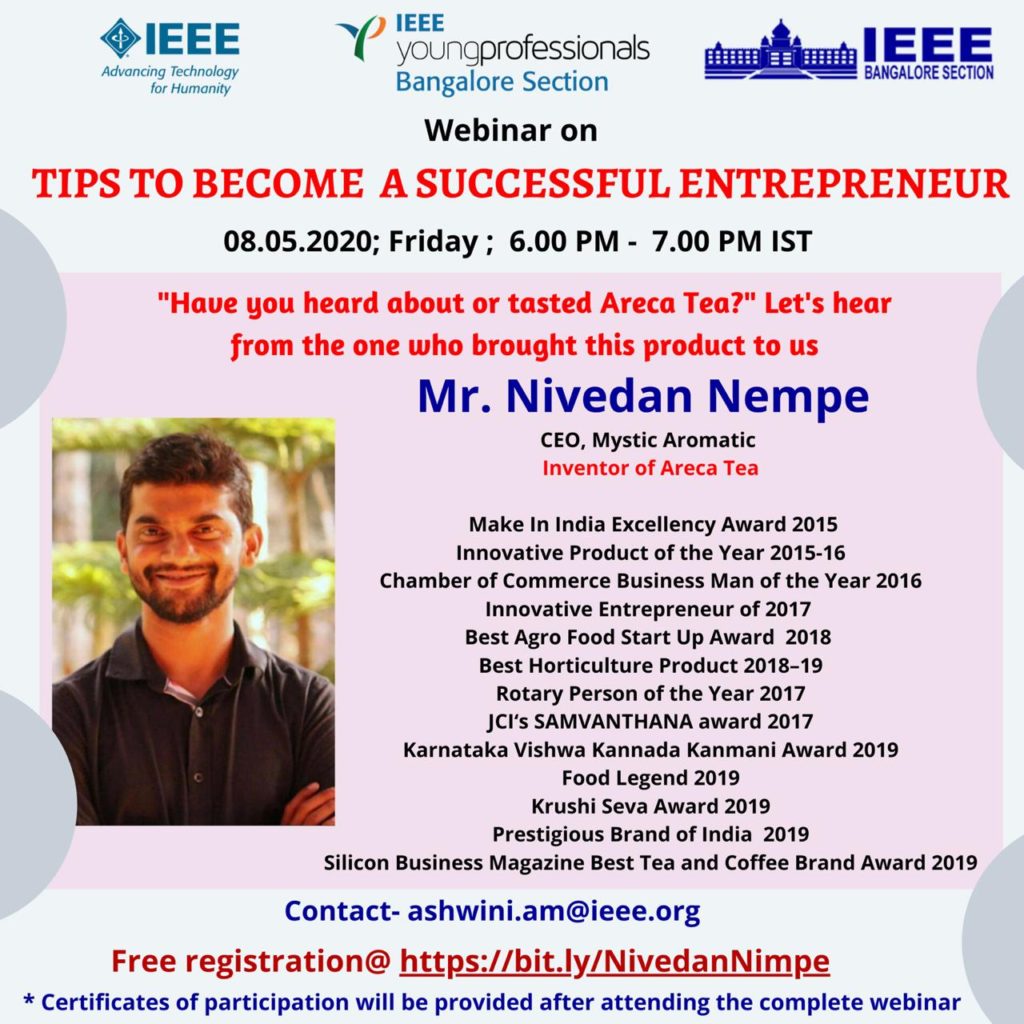 IEEE
Advancing Technology
for Humanity
IEEE
youngprofessionals
Bangalore Section
IEEE
BANGALORE SECTION
Webinar on
TIPS TO BECOME A SUCCESSFUL ENTREPRENEUR
08.05.2020; Friday ; 6.00 PM - 7.00 PM IST
"Have you heard about or tasted Areca Tea?" Let's hear
from the one who brought this product to us
Mr. Nivedan Nempe
CEO, Mystic Aromatic
Inventor of Areca Tea
Make In India Excellency Award 2015
Innovative Product of the Year 2015-16
Chamber of Commerce Business Man of the Year 2016
Innovative Entrepreneur of 2017
Best Agro Food Start Up Award 2018
Best Horticulture Product 2018–19
Rotary Person of the Year 2017
JCI‘s SAMVANTHANA award 2017
Karnataka Vishwa Kannada Kanmani Award 2019
Food Legend 2019
Krushi Seva Award 2019
Prestigious Brand of India 2019
Silicon Business Magazine Best Tea and Coffee Brand Award 2019
Contact- ashwini.am@ieee.org
Free registration@ https://bit.ly/NivedanNimpe
* Certificates of participation will be provided after attending the complete webinar